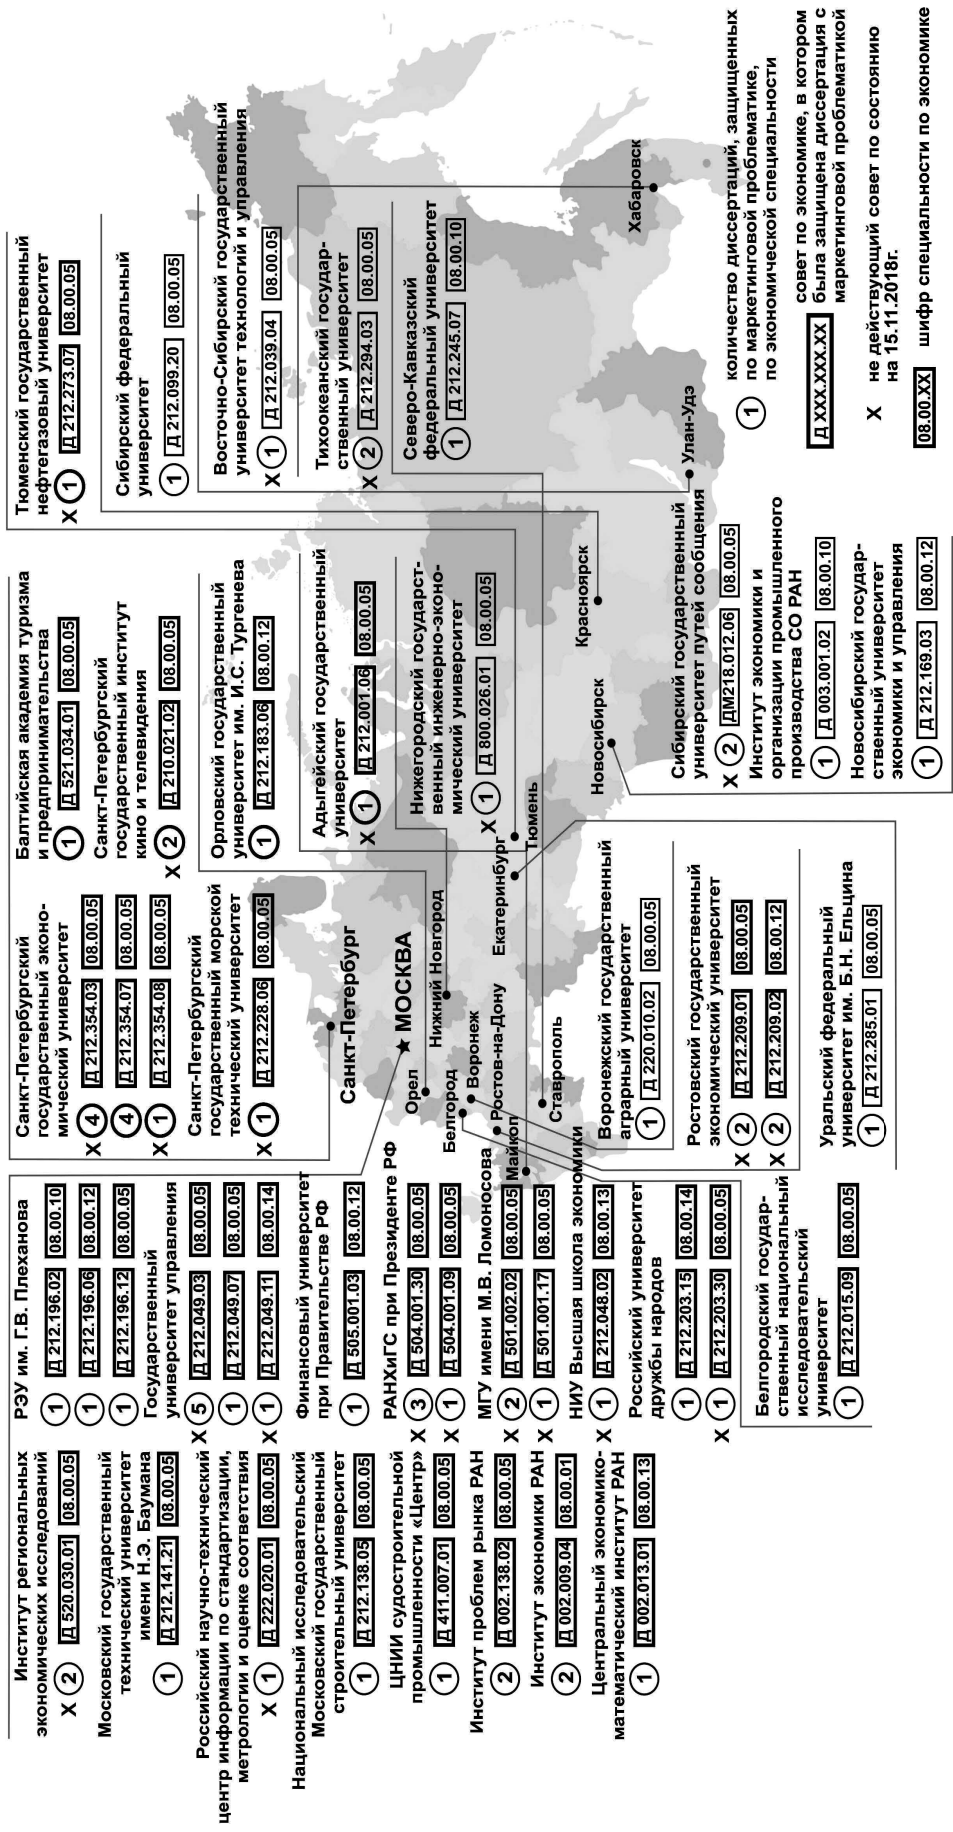 Институт региональных
экономических исследований
X 2 Д 520.030.01 08.00.05
Московский государственный
технический университет
имени Н.Э. Баумана
1 Д 212.141.21 08.00.05
Российский научно-технический
центр информации по стандартизации,
метрологии и оценке соответствия
X 1 Д 222.020.01 08.00.05
Национальный исследовательский
Московский государственный
строительный университет
1 Д 212.138.05 08.00.05
ЦНИИ судостроительной
промышленности «Центр»
1 Д 411.007.01 08.00.05
Институт проблем рынка РАН
2 Д 002.138.02 08.00.05
Институт экономики РАН
2 Д 002.009.04 08.00.01
Центральный экономико-
математический институт РАН
1 Д 002.013.01 08.00.13
РЭУ им. Г.В. Плеханова
1 Д 212.196.02 08.00.10
1 Д 212.196.06 08.00.12
1 Д 212.196.12 08.00.05
Государственный
университет управления
X 5 Д 212.049.03 08.00.05
1 Д 212.049.07 08.00.05
X 1 Д 212.049.11 08.00.14
Финансовый университет
при Правительстве РФ
1 Д 505.001.03 08.00.12
РАНХиГС при Президенте РФ
X 3 Д 504.001.30 08.00.05
X 1 Д 504.001.09 08.00.05
МГУ имени М.В. Ломоносова
X 2 Д 501.002.02 08.00.05
X 1 Д 501.001.17 08.00.05
НИУ Высшая школа экономики
X 1 Д 212.048.02 08.00.13
Российский университет
дружбы народов
1 Д 212.203.15 08.00.14
X 1 Д 212.203.30 08.00.05
Белгородский государ-
ственный национальный
исследовательский
университет
1 Д 212.015.09 08.00.05
Санкт-Петербургский
государственный эконо-
мический университет
X 4 Д 212.354.03 08.00.05
4 Д 212.354.07 08.00.05
X 1 Д 212.354.08 08.00.05
Санкт-Петербургский
государственный морской
технический университет
X 1 Д 212.228.06 08.00.05
Санкт-Петербург
МОСКВА
Орел
Нижний Новгород
Белгород
Воронеж
Ростов-на-Дону
Майкоп
Ставрополь
Екатеринбург
Тюмень
Новосибирск
Красноярск
Улан-Удэ
Хабаровск
Воронежский государственный
аграрный университет
1 Д 220.010.02 08.00.05
Ростовский государственный
экономический университет
X 2 Д 212.209.01 08.00.05
X 2 Д 212.209.02 08.00.12
Уральский федеральный
университет им. Б.Н. Ельцина
1 Д 212.285.01 08.00.05
Балтийская академия туризма
и предпринимательства
1 Д 521.034.01 08.00.05
Санкт-Петербургский
государственный институт
кино и телевидения
X 2 Д 210.021.02 08.00.05
Орловский государственный
университет им. И.С. Тургенева
1 Д 212.183.06 08.00.12
Адыгейский государственный
университет
X 1 Д 212.001.06 08.00.05
Нижегородский государст-
венный инженерно-эконо-
мический университет
X 1 Д 800.026.01 08.00.05
Сибирский государственный
университет путей сообщения
X 2 ДМ218.012.06 08.00.05
Институт экономики и
организации промышленного
производства СО РАН
1 Д 003.001.02 08.00.10
Новосибирский государ-
ственный университет
экономики и управления
1 Д 212.169.03 08.00.12
Тюменский государственный
нефтегазовый университет
X 1 Д 212.273.07 08.00.05
Сибирский федеральный
университет
1 Д 212.099.20 08.00.05
Восточно-Сибирский государственный
университет технологий и управления
X 1 Д 212.039.04 08.00.05
Тихоокеанский государ-
ственный университет
X 2 Д 212.294.03 08.00.05
Северо-Кавказский
федеральный университет
1 Д 212.245.07 08.00.10
1 количество диссертаций, защищенных
по маркетинговой проблематике,
по экономической специальности
Д XXX.XXX.XX совет по экономике, в котором
была защищена диссертация с
маркетинговой проблематикой
X не действующий совет по состоянию
на 15.11.2018г.
08.00.XX шифр специальности по экономике